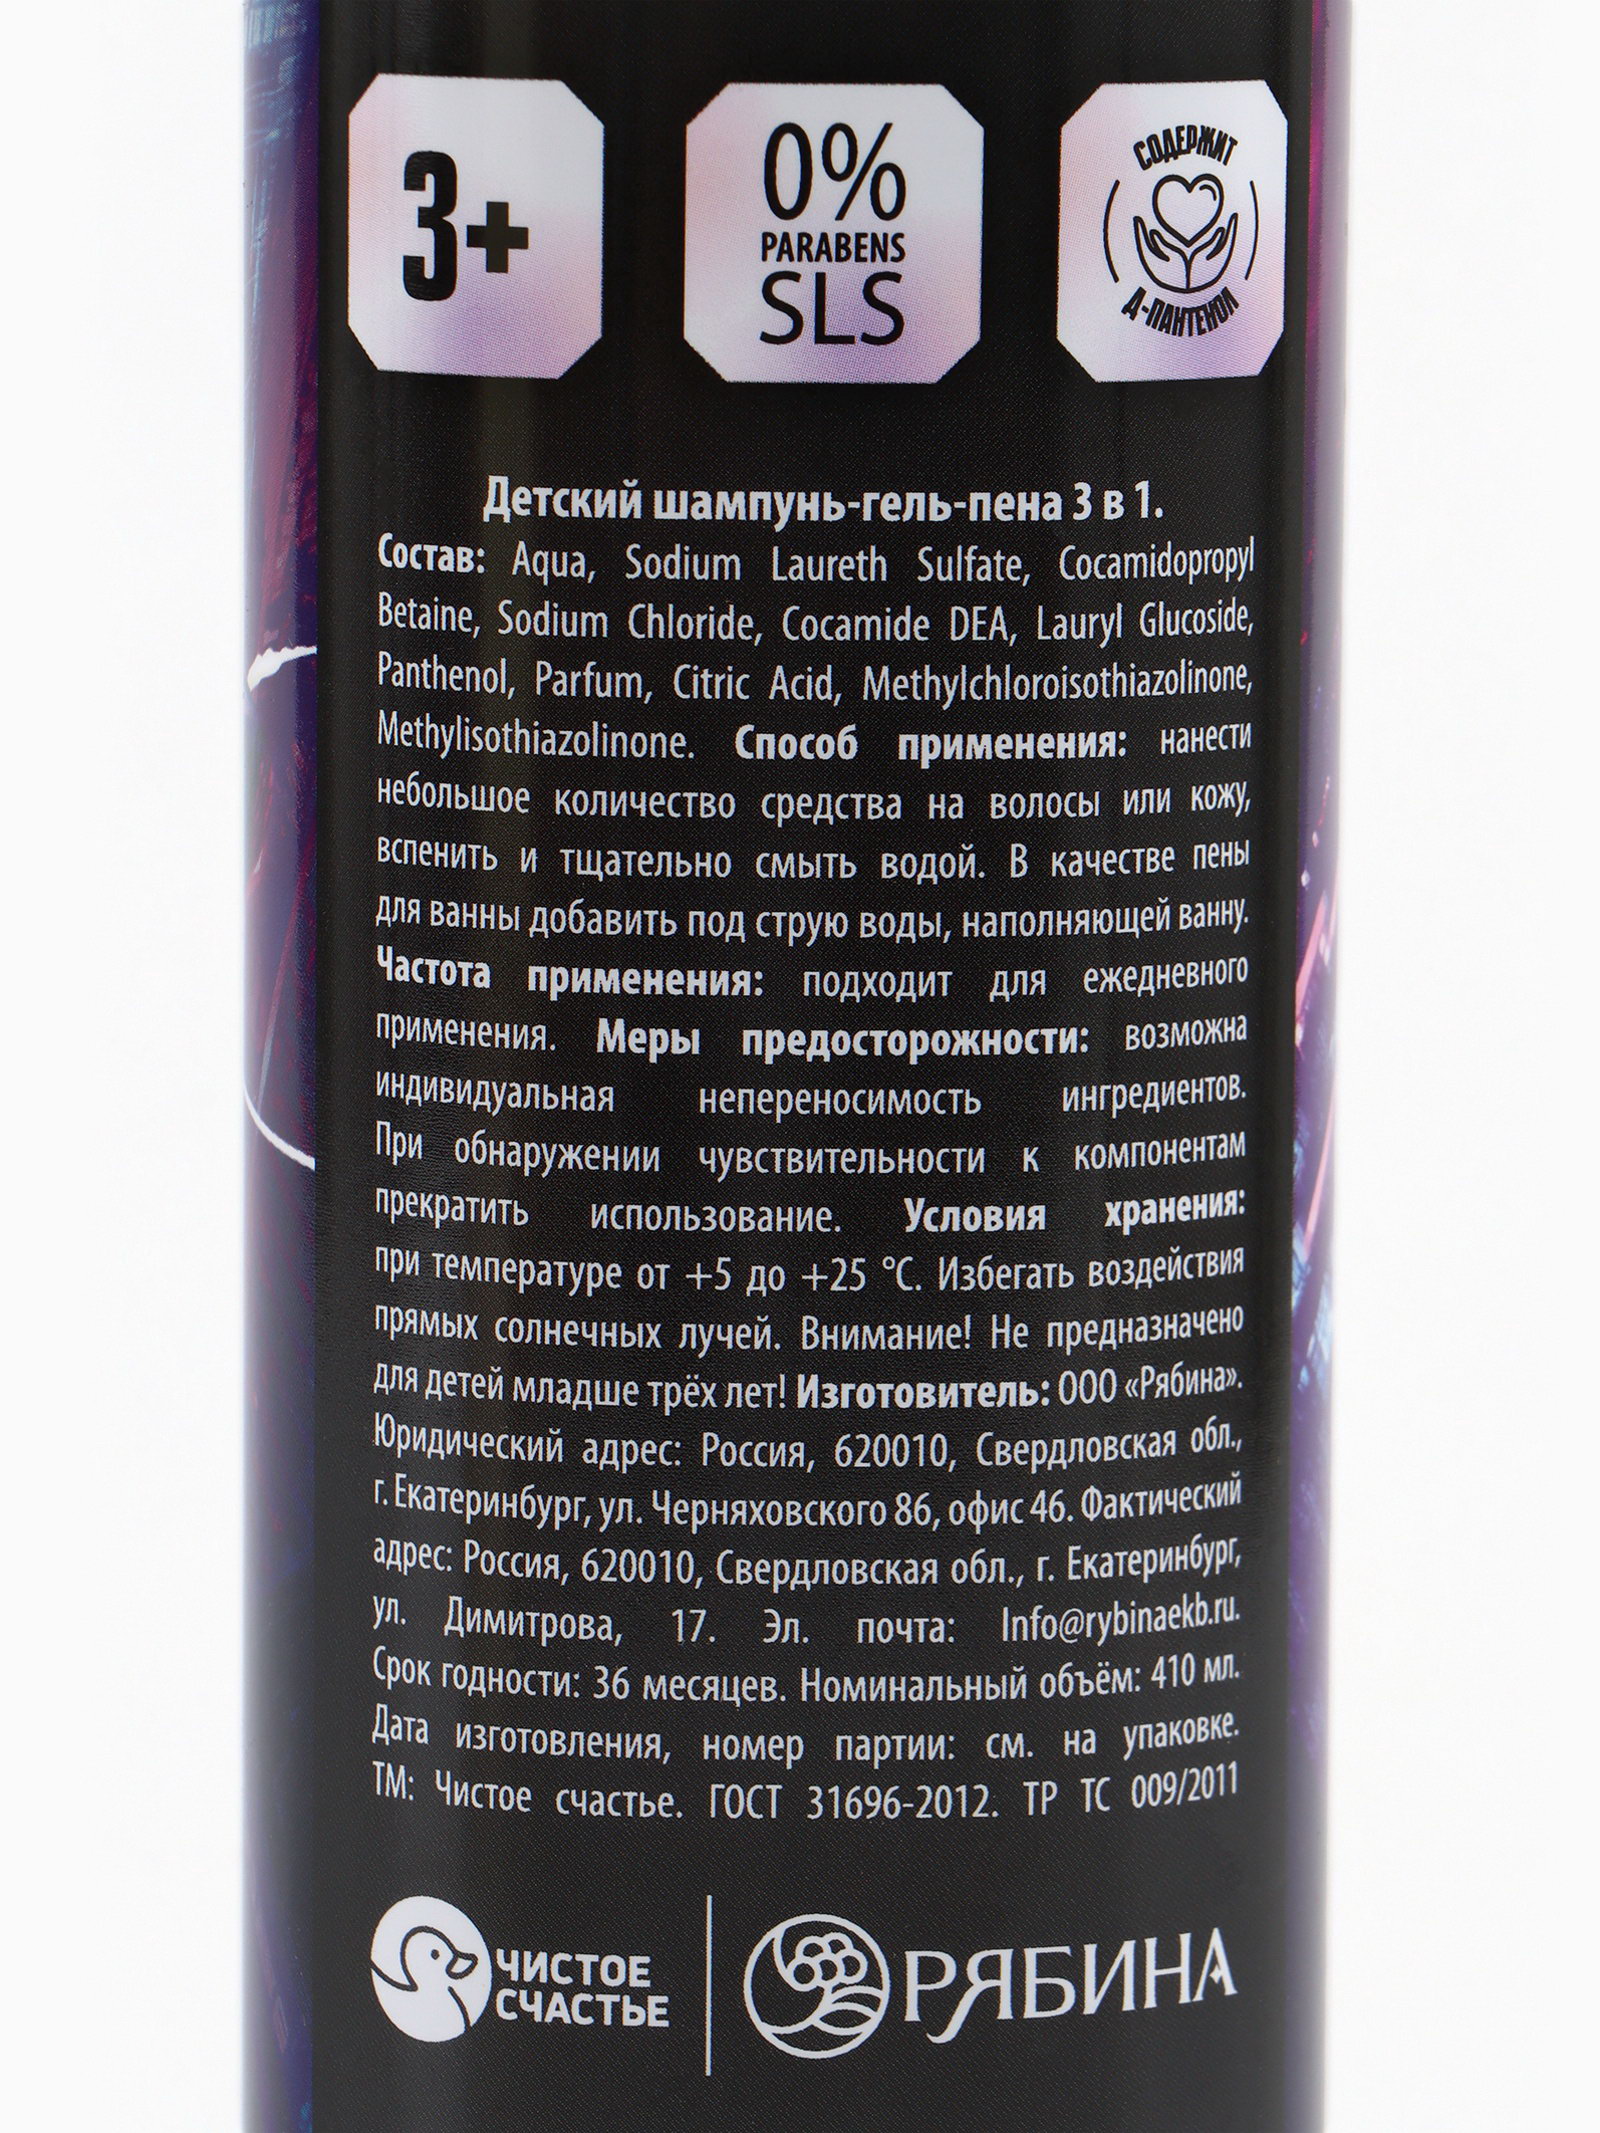 3+
0%
PARABENS
SLS
СОДЕРЖИТ
Д-ПАНТЕНОЛ
Детский шампунь-гель-пена 3 в 1.
Состав: Aqua, Sodium Laureth Sulfate, Cocamidopropyl
Betaine, Sodium Chloride, Cocamide DEA, Lauryl Glucoside,
Panthenol, Parfum, Citric Acid, Methylchloroisothiazolinone,
Methylisothiazolinone. Способ применения: нанести
небольшое количество средства на волосы или кожу,
вспенить и тщательно смыть водой. В качестве пены
для ванны добавить под струю воды, наполняющей ванну.
Частота применения: подходит для ежедневного
применения. Меры предосторожности: возможна
индивидуальная непереносимость ингредиентов.
При обнаружении чувствительности к компонентам
прекратить использование. Условия хранения:
при температуре от +5 до +25 °С. Избегать воздействия
прямых солнечных лучей. Внимание! Не предназначено
для детей младше трёх лет! Изготовитель: ООО «Рябина».
Юридический адрес: Россия, 620010, Свердловская обл.,
г. Екатеринбург, ул. Черняховского 86, офис 46. Фактический
адрес: Россия, 620010, Свердловская обл., г. Екатеринбург,
ул. Димитрова, 17. Эл. почта: Info@rybinaekb.ru.
Срок годности: 36 месяцев. Номинальный объём: 410 мл.
Дата изготовления, номер партии: см. на упаковке.
ТМ: Чистое счастье. ГОСТ 31696-2012. ТР ТС 009/2011
ЧИСТОЕ
СЧАСТЬЕ
РЯБИНА